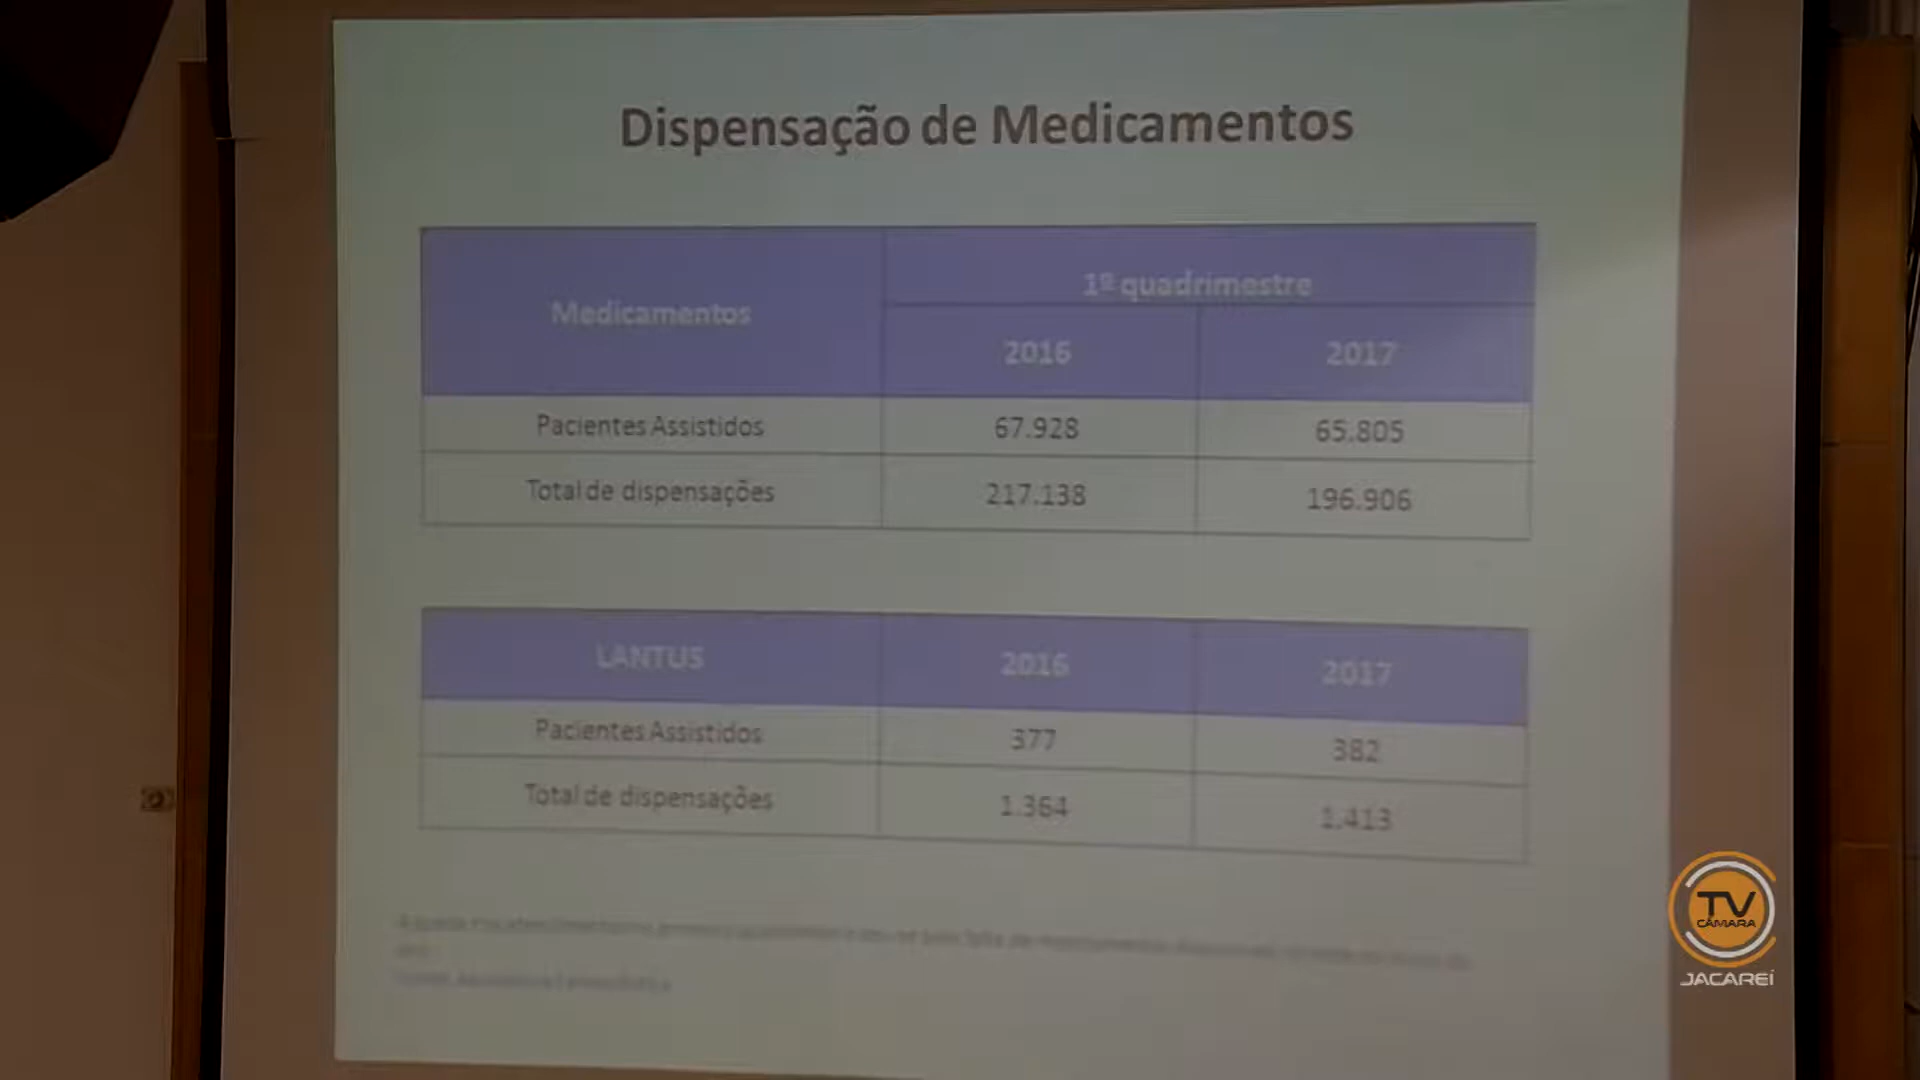 Dispensação de Medicamentos
Medicamentos
1º quadrimestre
2016
2017
Pacientes Assistidos
67.928
65.805
Total de dispensações
217.138
196.906
LANTUS
2016
2017
Pacientes Assistidos
377
382
Total de dispensações
1.364
1.413
TV
CÂMARA
JACAREÍ